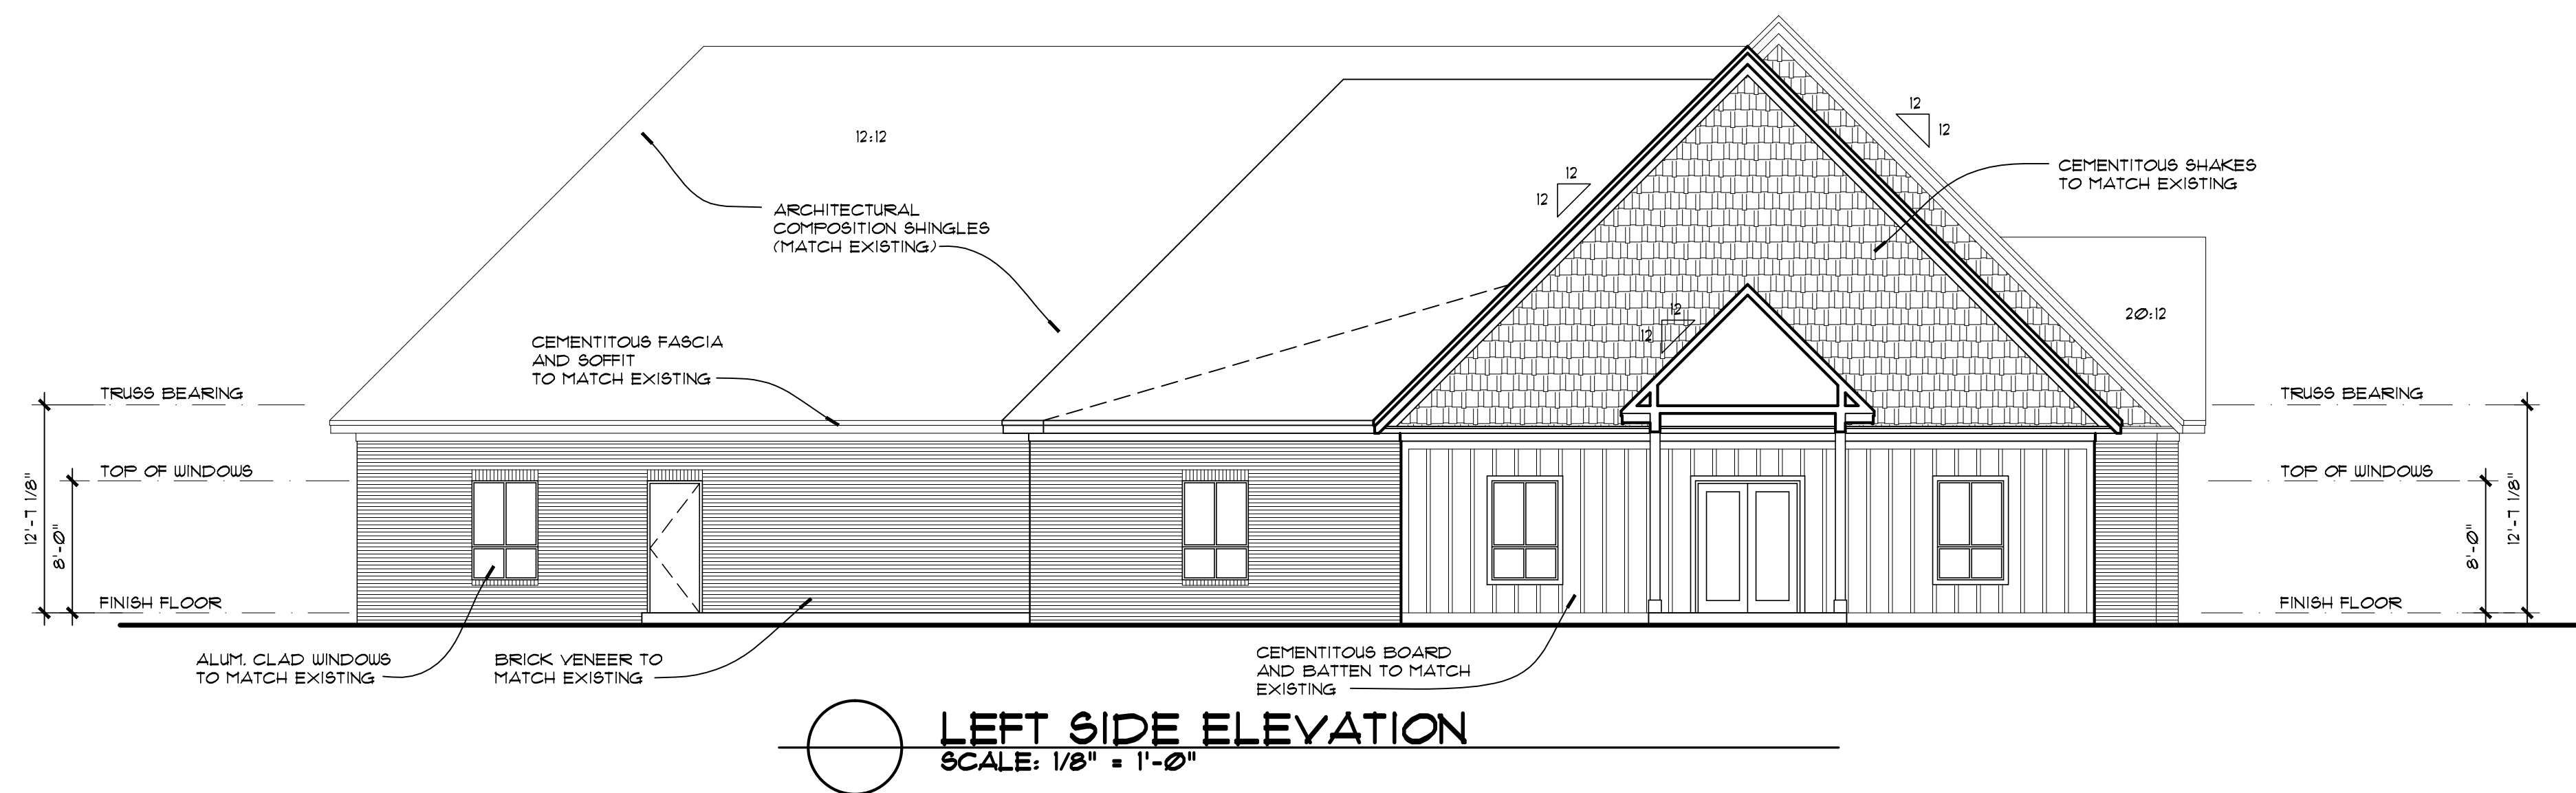 12
12
12:12
CEMENTITOUS SHAKES
TO MATCH EXISTING
12
12
ARCHITECTURAL
COMPOSITION SHINGLES
(MATCH EXISTING)
12
12
20:12
CEMENTITOUS FASCIA
AND SOFFIT
TO MATCH EXISTING
TRUSS BEARING
TRUSS BEARING
TOP OF WINDOWS
TOP OF WINDOWS
12'-7 1/8"
8'-0"
8'-0"
12'-7 1/8"
FINISH FLOOR
FINISH FLOOR
ALUM. CLAD WINDOWS
TO MATCH EXISTING
BRICK VENEER TO
MATCH EXISTING
CEMENTITOUS BOARD
AND BATTEN TO MATCH
EXISTING
LEFT SIDE ELEVATION
SCALE: 1/8" = 1'-0"